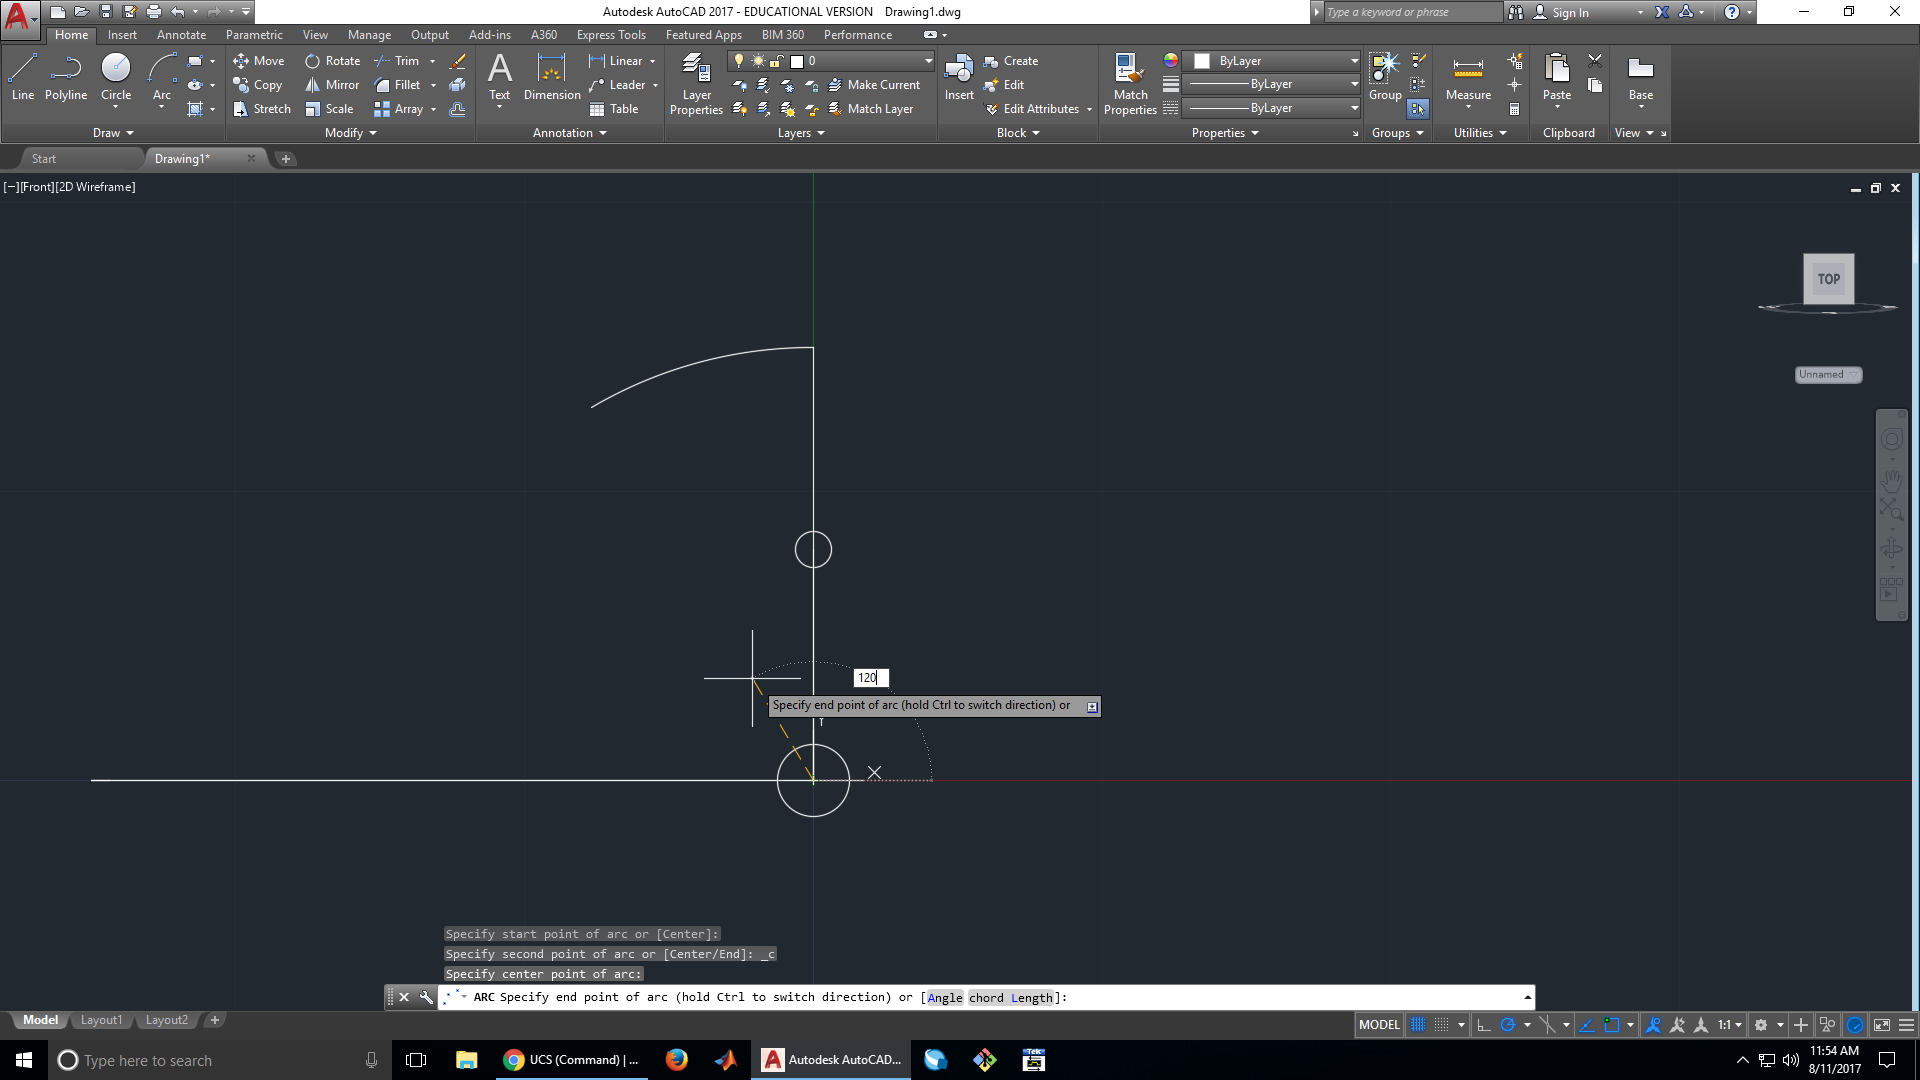 Autodesk AutoCAD 2017 - EDUCATIONAL VERSION    Drawing1.dwg
Type a keyword or phrase
Sign In
Home Insert Annotate Parametric View Manage Output Add-ins A360 Express Tools Featured Apps BIM 360 Performance
Line Polyline Circle Arc
Draw
Move Rotate Trim
Copy Mirror Fillet
Stretch Scale Array
Modify
Text Dimension
Linear
Leader
Table
Annotation
Layer Properties
0
Make Current
Match Layer
Layers
Insert
Create
Edit
Edit Attributes
Block
Match Properties
ByLayer
ByLayer
ByLayer
Properties
Group
Groups
Measure
Utilities
Paste
Clipboard
Base
View
Start Drawing1*
[−][Front][2D Wireframe]
TOP
Unnamed
120
Specify end point of arc (hold Ctrl to switch direction) or
Specify start point of arc or [Center]:
Specify second point of arc or [Center/End]: _c
Specify center point of arc:
ARC Specify end point of arc (hold Ctrl to switch direction) or [Angle chord Length]:
Model Layout1 Layout2
MODEL 1:1
Type here to search
UCS (Command) | ...
Autodesk AutoCAD...
Tek
11:54 AM
8/11/2017